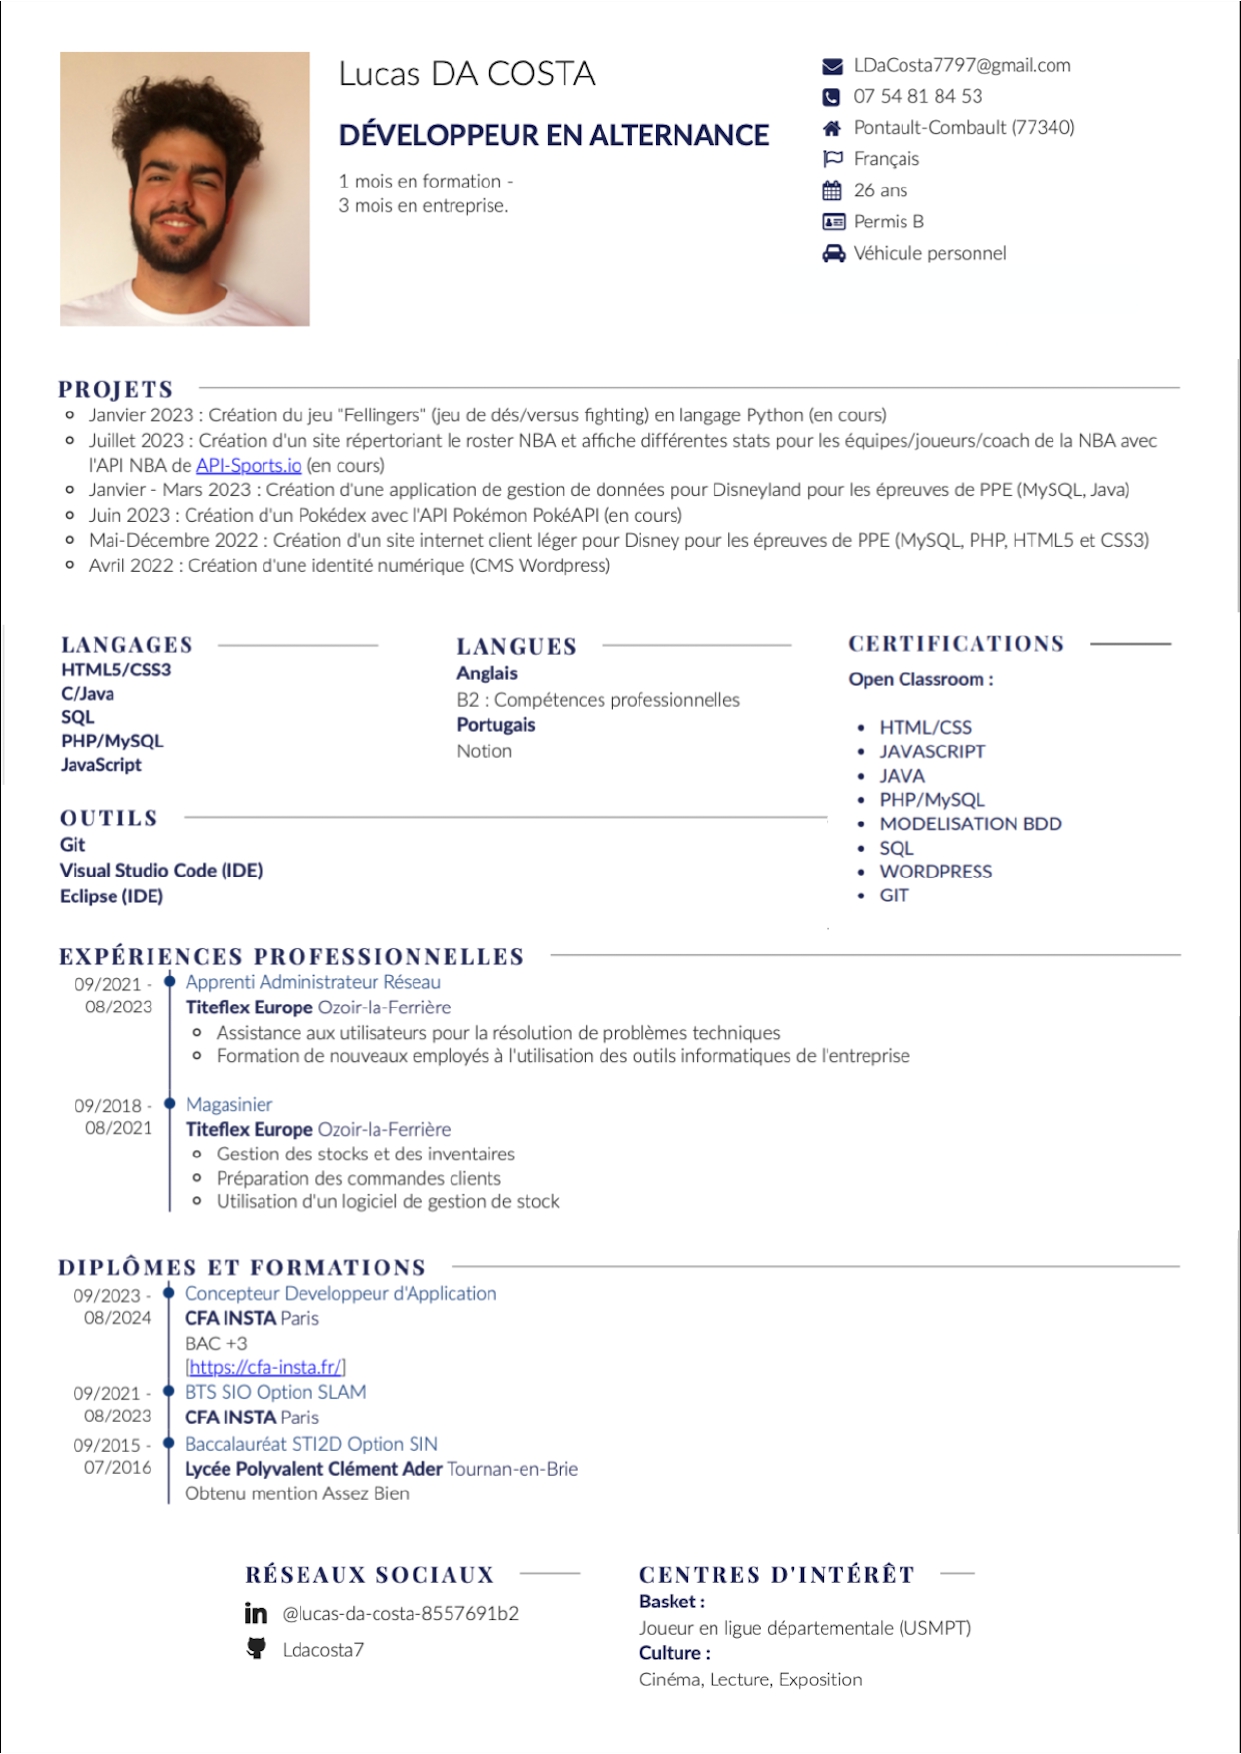 Lucas DA COSTA
DÉVELOPPEUR EN ALTERNANCE
1 mois en formation -
3 mois en entreprise.
LDaCosta7797@gmail.com
07 54 81 84 53
Pontault-Combault (77340)
Français
26 ans
Permis B
Véhicule personnel
PROJETS
Janvier 2023 : Création du jeu "Fellingers" (jeu de dés/versus fighting) en langage Python (en cours)
Juillet 2023 : Création d'un site répertoriant le roster NBA et affiche différentes stats pour les équipes/joueurs/coach de la NBA avec
l'API NBA de API-Sports.io (en cours)
Janvier - Mars 2023 : Création d'une application de gestion de données pour Disneyland pour les épreuves de PPE (MySQL, Java)
Juin 2023 : Création d'un Pokédex avec l'API Pokémon PokéAPI (en cours)
Mai-Décembre 2022 : Création d'un site internet client léger pour Disney pour les épreuves de PPE (MySQL, PHP, HTML5 et CSS3)
Avril 2022 : Création d'une identité numérique (CMS Wordpress)
LANGAGES
HTML5/CSS3
C/Java
SQL
PHP/MySQL
JavaScript
LANGUES
Anglais
B2 : Compétences professionnelles
Portugais
Notion
CERTIFICATIONS
Open Classroom :
HTML/CSS
JAVASCRIPT
JAVA
PHP/MySQL
MODELISATION BDD
SQL
WORDPRESS
GIT
OUTILS
Git
Visual Studio Code (IDE)
Eclipse (IDE)
EXPÉRIENCES PROFESSIONNELLES
09/2021 - Apprenti Administrateur Réseau
08/2023 Titeflex Europe Ozoir-la-Ferrière
Assistance aux utilisateurs pour la résolution de problèmes techniques
Formation de nouveaux employés à l'utilisation des outils informatiques de l'entreprise
09/2018 - Magasinier
08/2021 Titeflex Europe Ozoir-la-Ferrière
Gestion des stocks et des inventaires
Préparation des commandes clients
Utilisation d'un logiciel de gestion de stock
DIPLÔMES ET FORMATIONS
09/2023 - Concepteur Developpeur d'Application
08/2024 CFA INSTA Paris
BAC +3
[https://cfa-insta.fr/]
09/2021 - BTS SIO Option SLAM
08/2023 CFA INSTA Paris
09/2015 - Baccalauréat STI2D Option SIN
07/2016 Lycée Polyvalent Clément Ader Tournan-en-Brie
Obtenu mention Assez Bien
RÉSEAUX SOCIAUX
@lucas-da-costa-8557691b2
Ldacosta7
CENTRES D'INTÉRÊT
Basket :
Joueur en ligue départementale (USMPT)
Culture :
Cinéma, Lecture, Exposition